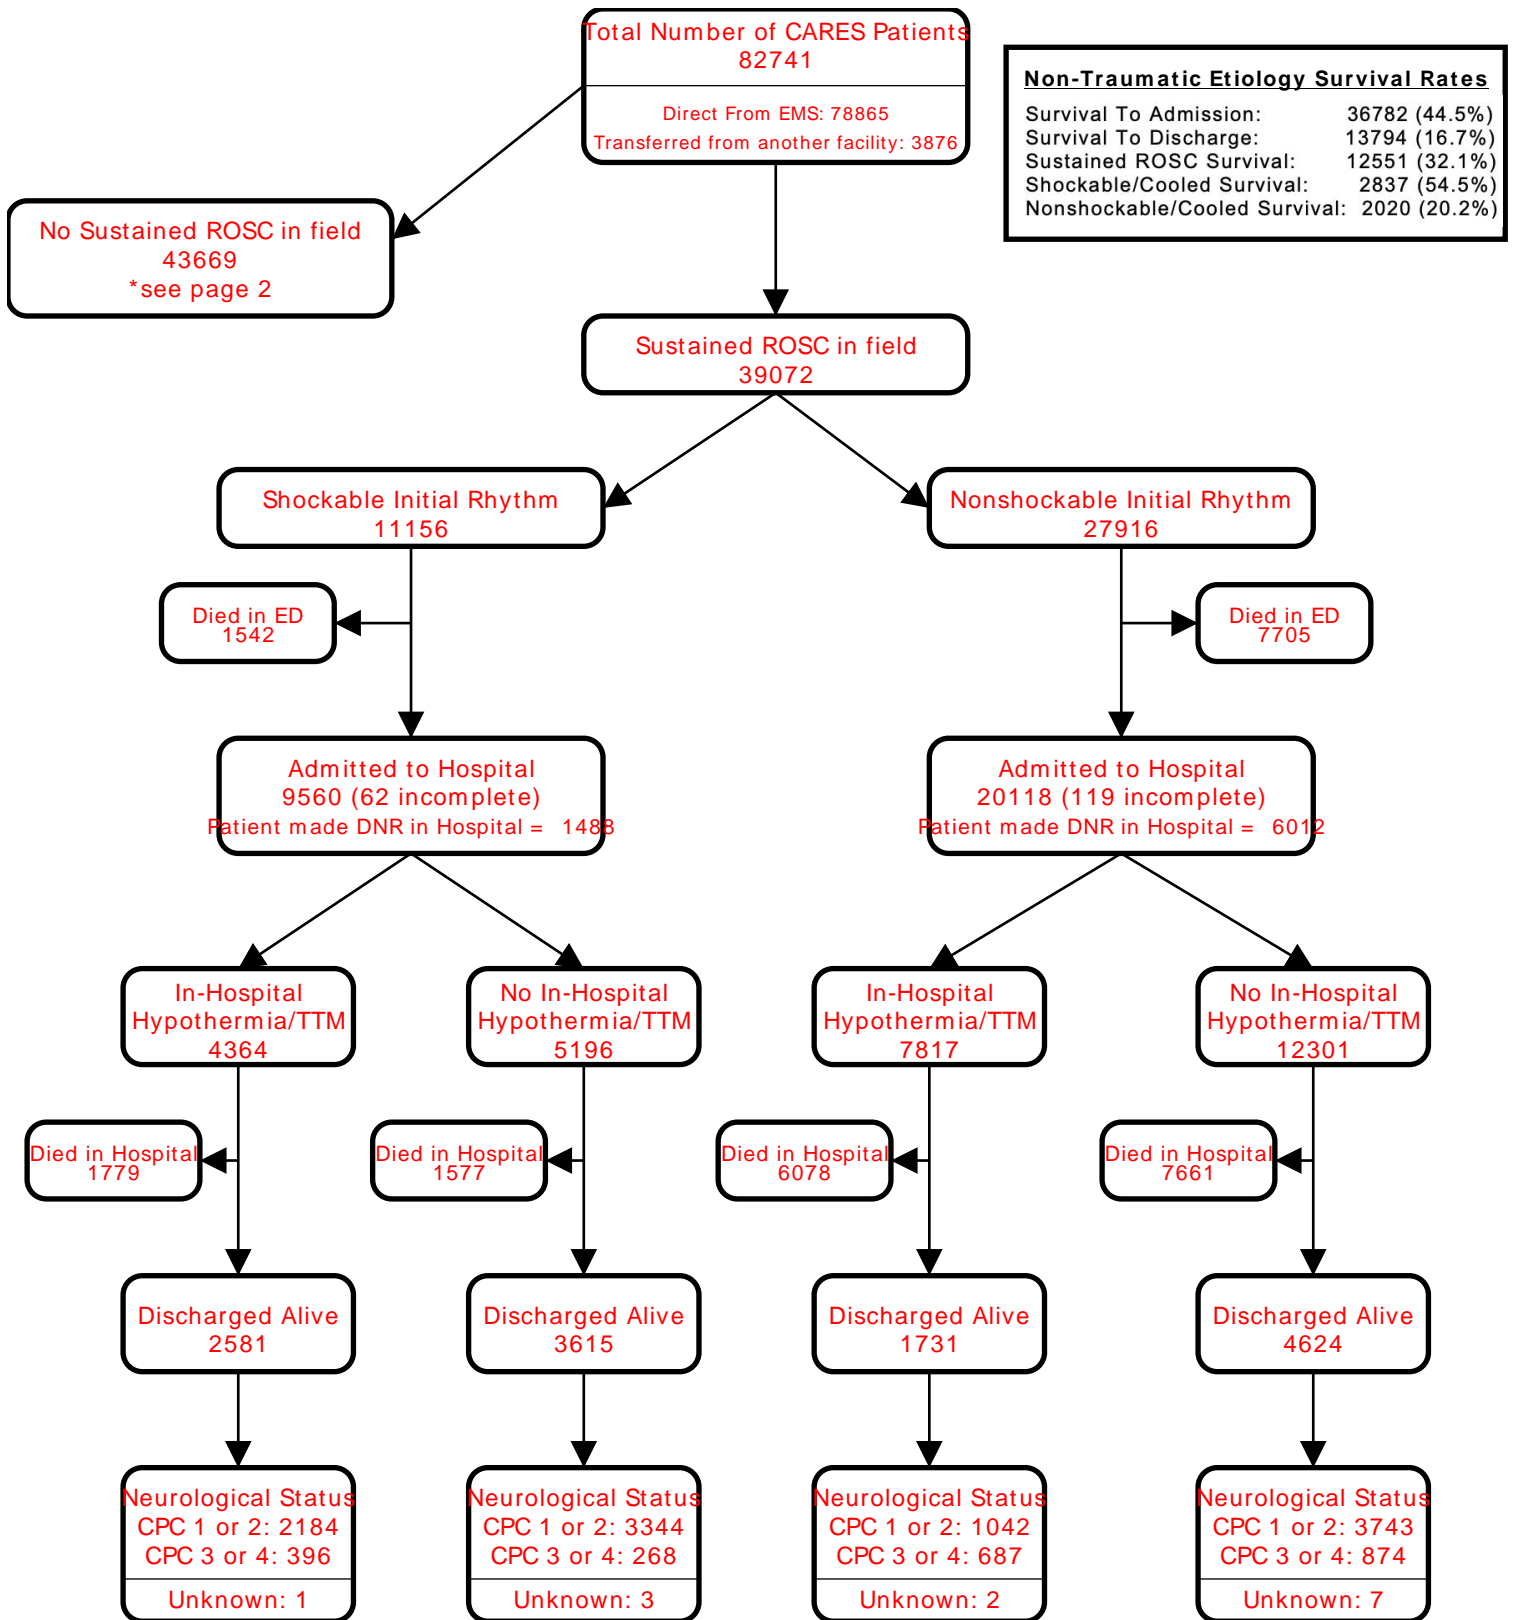 Total Number of CARES Patients
82741
Direct From EMS: 78865
Transferred from another facility: 3876
Non-Traumatic Etiology Survival Rates
Survival To Admission: 36782 (44.5%)
Survival To Discharge: 13794 (16.7%)
Sustained ROSC Survival: 12551 (32.1%)
Shockable/Cooled Survival: 2837 (54.5%)
Nonshockable/Cooled Survival: 2020 (20.2%)
No Sustained ROSC in field
43669
*see page 2
Sustained ROSC in field
39072
Shockable Initial Rhythm
11156
Nonshockable Initial Rhythm
27916
Died in ED
1542
Died in ED
7705
Admitted to Hospital
9560 (62 incomplete)
Patient made DNR in Hospital = 1488
Admitted to Hospital
20118 (119 incomplete)
Patient made DNR in Hospital = 6012
In-Hospital
Hypothermia/TTM
4364
No In-Hospital
Hypothermia/TTM
5196
In-Hospital
Hypothermia/TTM
7817
No In-Hospital
Hypothermia/TTM
12301
Died in Hospital
1779
Died in Hospital
1577
Died in Hospital
6078
Died in Hospital
7661
Discharged Alive
2581
Discharged Alive
3615
Discharged Alive
1731
Discharged Alive
4624
Neurological Status
CPC 1 or 2: 2184
CPC 3 or 4: 396
Unknown: 1
Neurological Status
CPC 1 or 2: 3344
CPC 3 or 4: 268
Unknown: 3
Neurological Status
CPC 1 or 2: 1042
CPC 3 or 4: 687
Unknown: 2
Neurological Status
CPC 1 or 2: 3743
CPC 3 or 4: 874
Unknown: 7